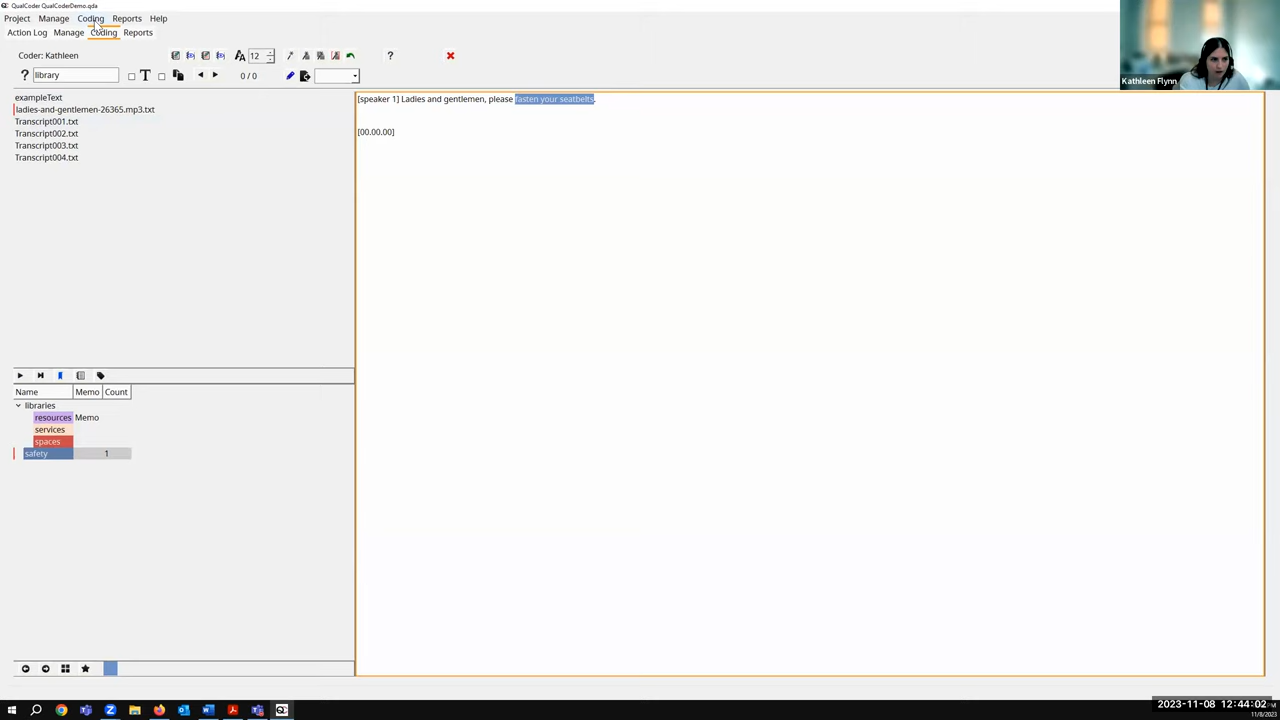 QualCoder QualCoderDemo.qda
Project Manage Coding Reports Help
Action Log Manage Coding Reports
Coder: Kathleen 12 ?
? library T 0 / 0
exampleText
ladies-and-gentlemen-26365.mp3.txt
Transcript001.txt
Transcript002.txt
Transcript003.txt
Transcript004.txt
[speaker 1] Ladies and gentlemen, please fasten your seatbelts.
[00.00.00]
Name Memo Count
libraries
resources Memo
services
spaces
safety 1
Kathleen Flynn
2023-11-08 12:44:02
11/8/2023